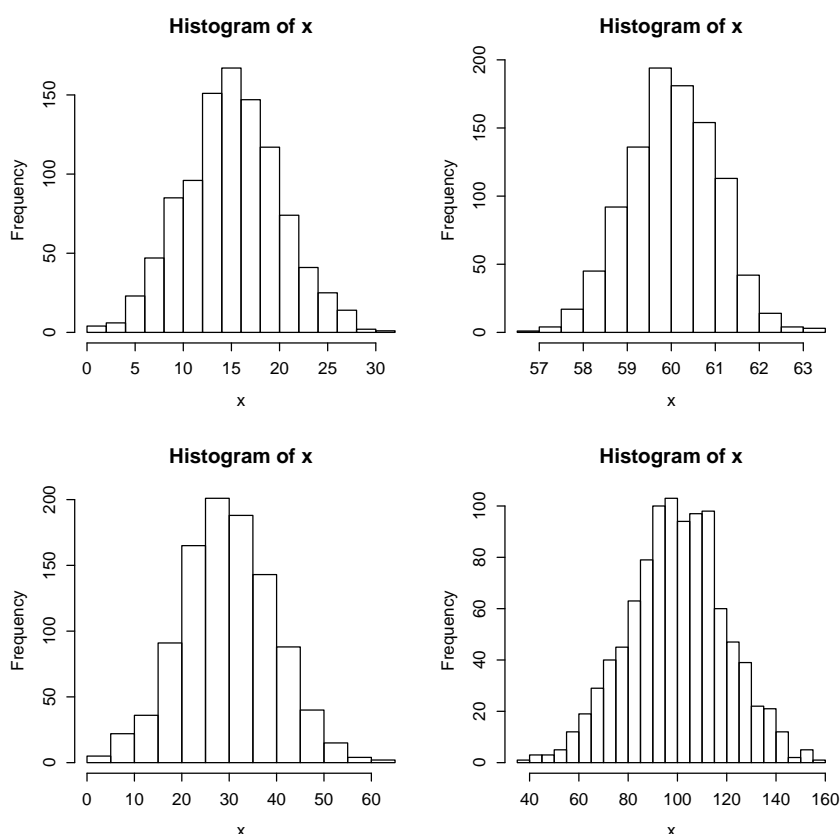 Histogram of x
Frequency
0 50 100 150
0 5 10 15 20 25 30
x
Histogram of x
Frequency
0 50 100 150 200
57 58 59 60 61 62 63
x
Histogram of x
Frequency
0 50 100 150 200
0 10 20 30 40 50 60
x
Histogram of x
Frequency
0 20 40 60 80 100
40 60 80 100 120 140 160
x